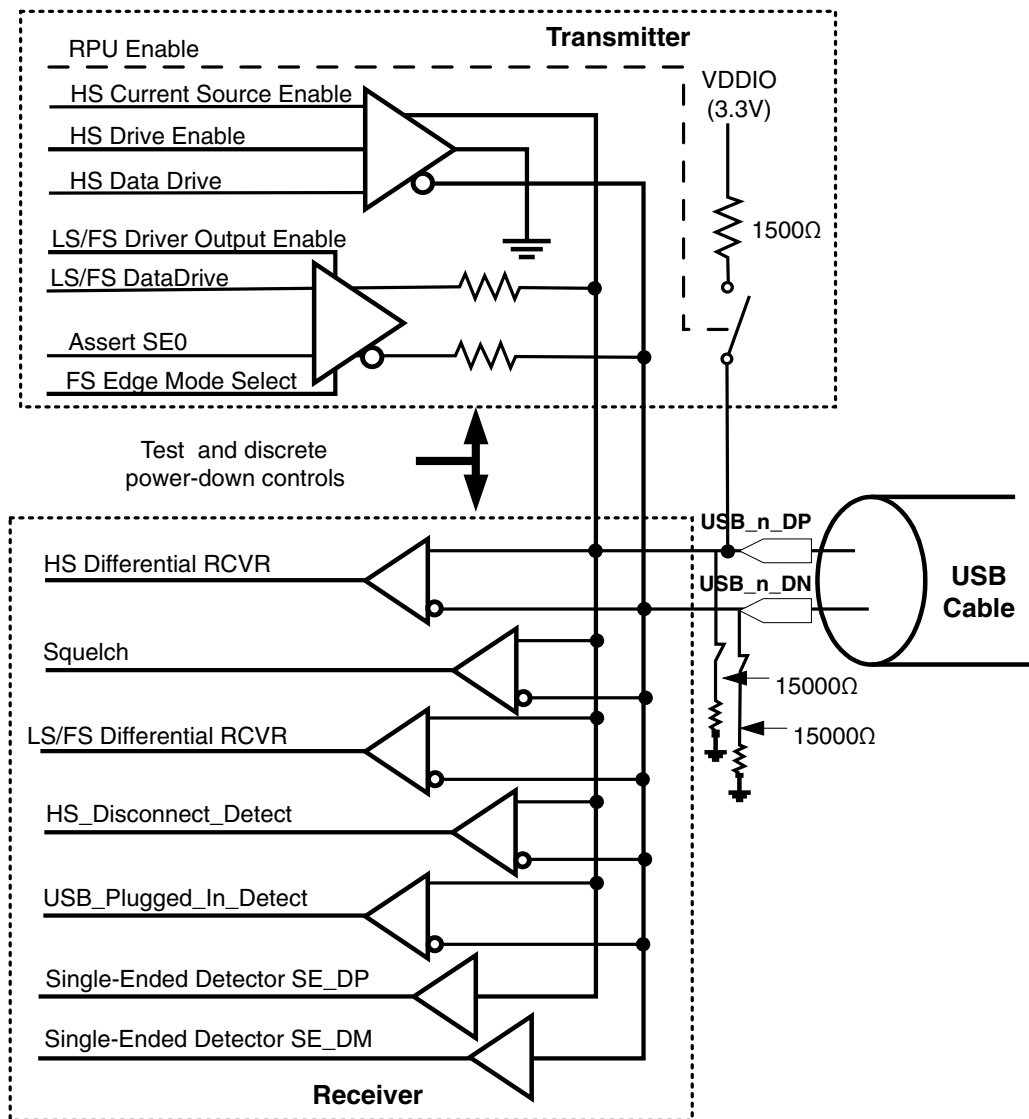 Transmitter
RPU Enable
VDDIO
(3.3V)
HS Current Source Enable
HS Drive Enable
HS Data Drive
1500Ω
LS/FS Driver Output Enable
LS/FS DataDrive
Assert SE0
FS Edge Mode Select
Test and discrete
power-down controls
USB_n_DP
HS Differential RCVR
USB_n_DN
USB
Cable
Squelch
15000Ω
LS/FS Differential RCVR
15000Ω
HS_Disconnect_Detect
USB_Plugged_In_Detect
Single-Ended Detector SE_DP
Single-Ended Detector SE_DM
Receiver